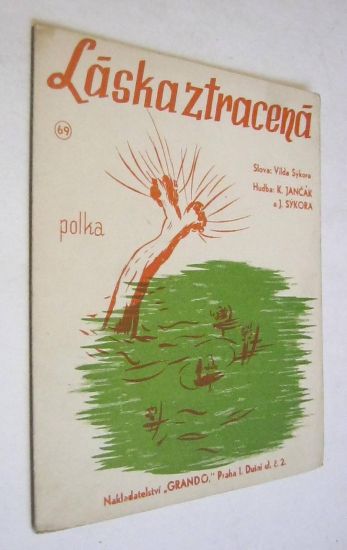 Láska ztracená
69
Slova: Vilda Sýkora
Hudba: K. JANČÁK
a J. SÝKORA
polka
Nakladatelství „GRANDO," Praha I. Dušní ul. č. 2.